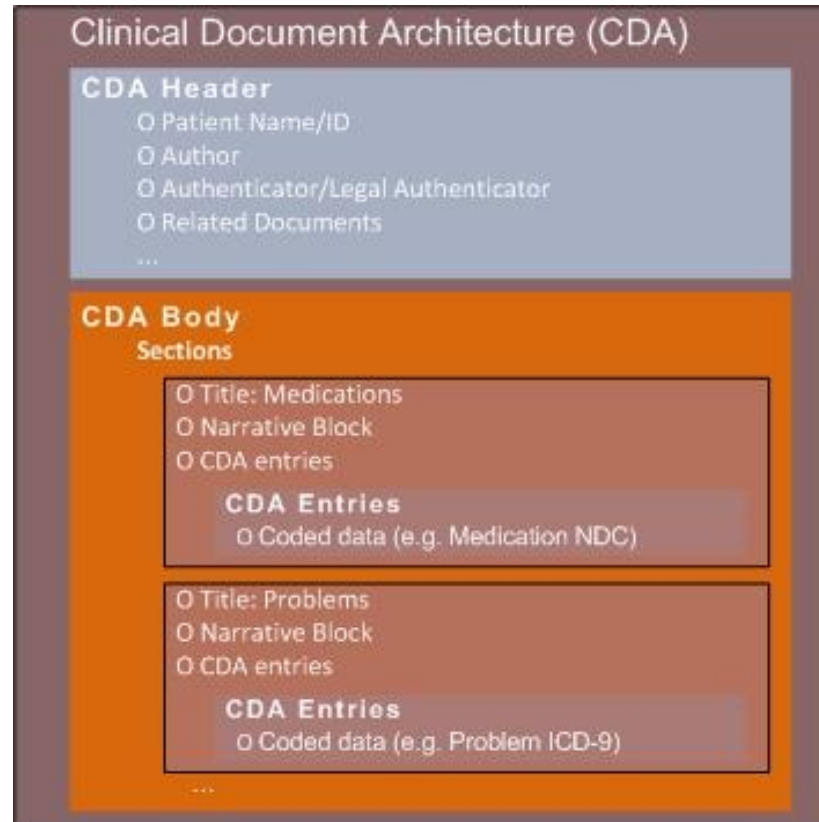 Clinical Document Architecture (CDA)
CDA Header
O Patient Name/ID
O Author
O Authenticator/Legal Authenticator
O Related Documents
...
CDA Body
Sections
O Title: Medications
O Narrative Block
O CDA entries
CDA Entries
O Coded data (e.g. Medication NDC)
O Title: Problems
O Narrative Block
O CDA entries
CDA Entries
O Coded data (e.g. Problem ICD-9)
...